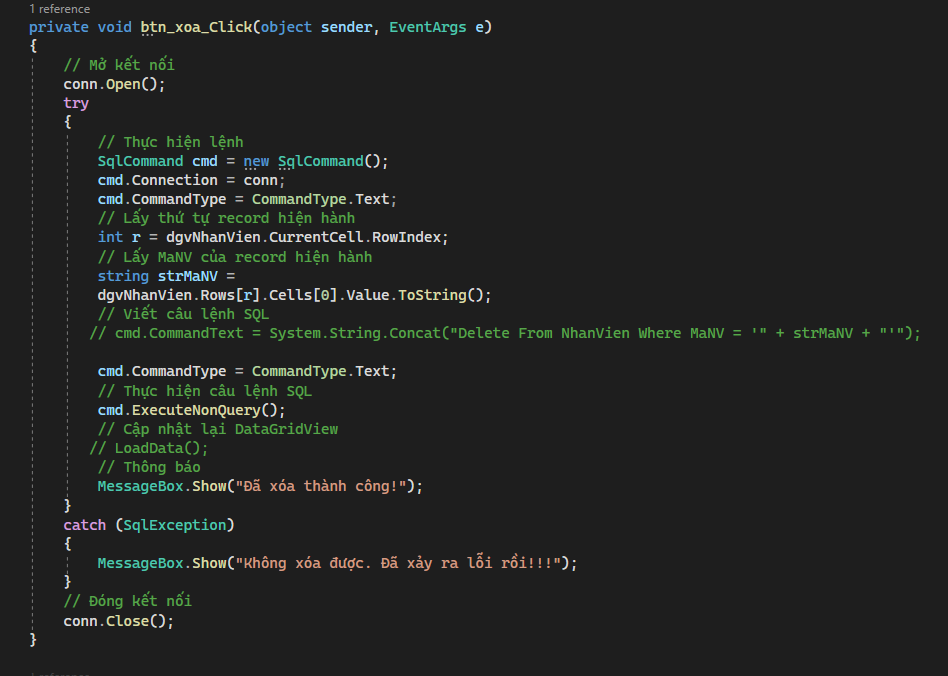 1 reference
private void btn_xoa_Click(object sender, EventArgs e)
{
// Mở kết nối
conn.Open();
try
{
// Thực hiện lệnh
SqlCommand cmd = new SqlCommand();
cmd.Connection = conn;
cmd.CommandType = CommandType.Text;
// Lấy thứ tự record hiện hành
int r = dgvNhanVien.CurrentCell.RowIndex;
// Lấy MaNV của record hiện hành
string strMaNV =
dgvNhanVien.Rows[r].Cells[0].Value.ToString();
// Viết câu lệnh SQL
// cmd.CommandText = System.String.Concat("Delete From NhanVien Where MaNV = '" + strMaNV + "'");
cmd.CommandType = CommandType.Text;
// Thực hiện câu lệnh SQL
cmd.ExecuteNonQuery();
// Cập nhật lại DataGridView
// LoadData();
// Thông báo
MessageBox.Show("Đã xóa thành công!");
}
catch (SqlException)
{
MessageBox.Show("Không xóa được. Đã xảy ra lỗi rồi!!!");
}
// Đóng kết nối
conn.Close();
}